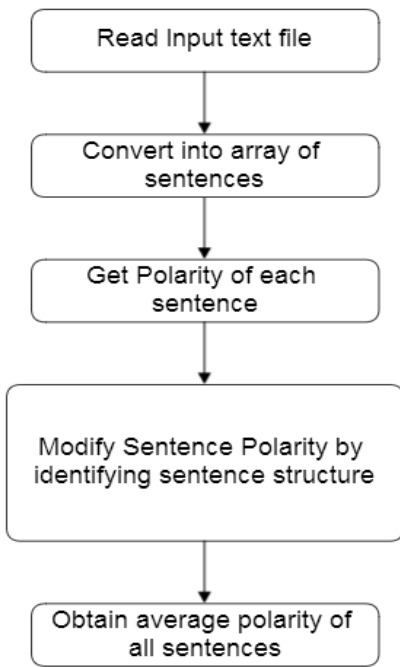 Read Input text file
Convert into array of
sentences
Get Polarity of each
sentence
Modify Sentence Polarity by
identifying sentence structure
Obtain average polarity of
all sentences